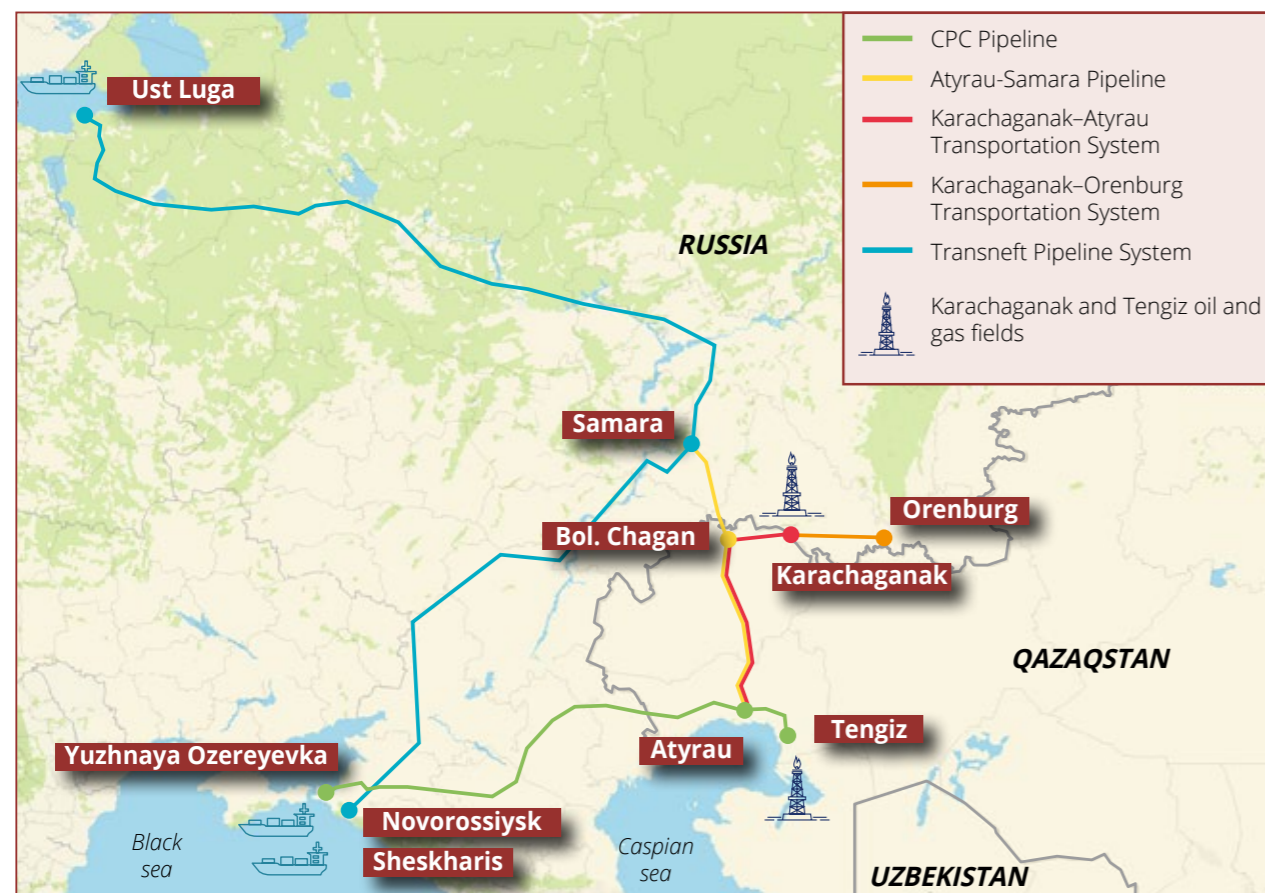 CPC Pipeline
Atyrau-Samara Pipeline
Karachaganak–Atyrau
Transportation System
Karachaganak–Orenburg
Transportation System
Transneft Pipeline System
Karachaganak and Tengiz oil and
gas fields
Ust Luga
RUSSIA
Samara
Bol. Chagan
Orenburg
Karachaganak
QAZAQSTAN
Atyrau
Tengiz
Yuzhnaya Ozereyevka
Novorossiysk
Sheskharis
Black
sea
Caspian
sea
UZBEKISTAN